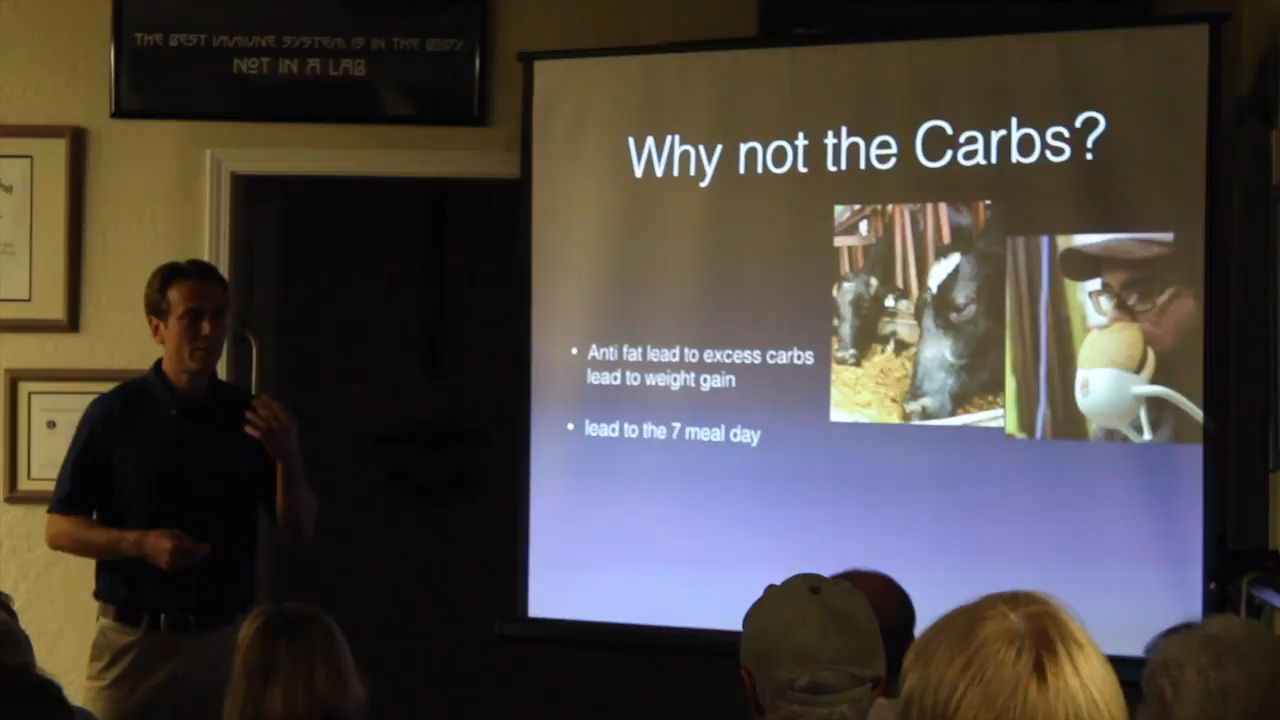 THE BEST IMMUNE SYSTEM IS IN THE BODY,
NOT IN A LAB
Why not the Carbs?
• Anti fat lead to excess carbs
lead to weight gain
• lead to the 7 meal day